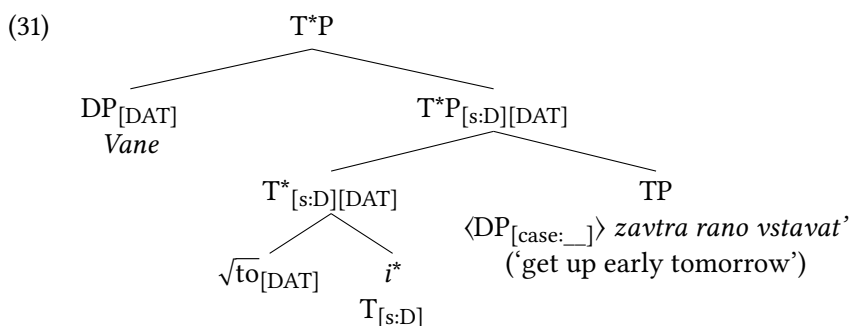 (31) T*P
DP[DAT] T*P[s:D][DAT]
Vane
T*[s:D][DAT] TP
√to[DAT] i* ⟨DP[case:__]⟩ zavtra rano vstavat’
T[s:D] (‘get up early tomorrow’)